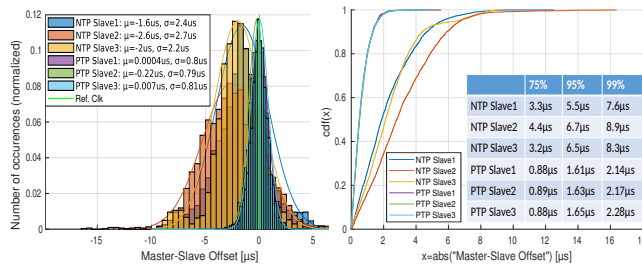 Number of occurences (normalized)
0.12
0.1
0.08
0.06
0.04
0.02
0
NTP Slave1: μ=-1.6us, σ=2.4us
NTP Slave2: μ=-2.6us, σ=2.7us
NTP Slave3: μ=-2us, σ=2.2us
PTP Slave1: μ=0.0004us, σ=0.8us
PTP Slave2: μ=-0.22us, σ=0.79us
PTP Slave3: μ=0.007us, σ=0.81us
Ref. Clk
-15 -10 -5 0 5
Master-Slave Offset [μs]
cdf(x)
1
0.8
0.6
0.4
0.2
0
75% 95% 99%
NTP Slave1 3.3μs 5.5μs 7.6μs
NTP Slave2 4.4μs 6.7μs 8.9μs
NTP Slave3 3.2μs 6.5μs 8.3μs
PTP Slave1 0.88μs 1.61μs 2.14μs
PTP Slave2 0.89μs 1.63μs 2.17μs
PTP Slave3 0.88μs 1.65μs 2.28μs
NTP Slave1
NTP Slave2
NTP Slave3
PTP Slave1
PTP Slave2
PTP Slave3
0 2 4 6 8 10 12 14 16
x=abs("Master-Slave Offset") [μs]